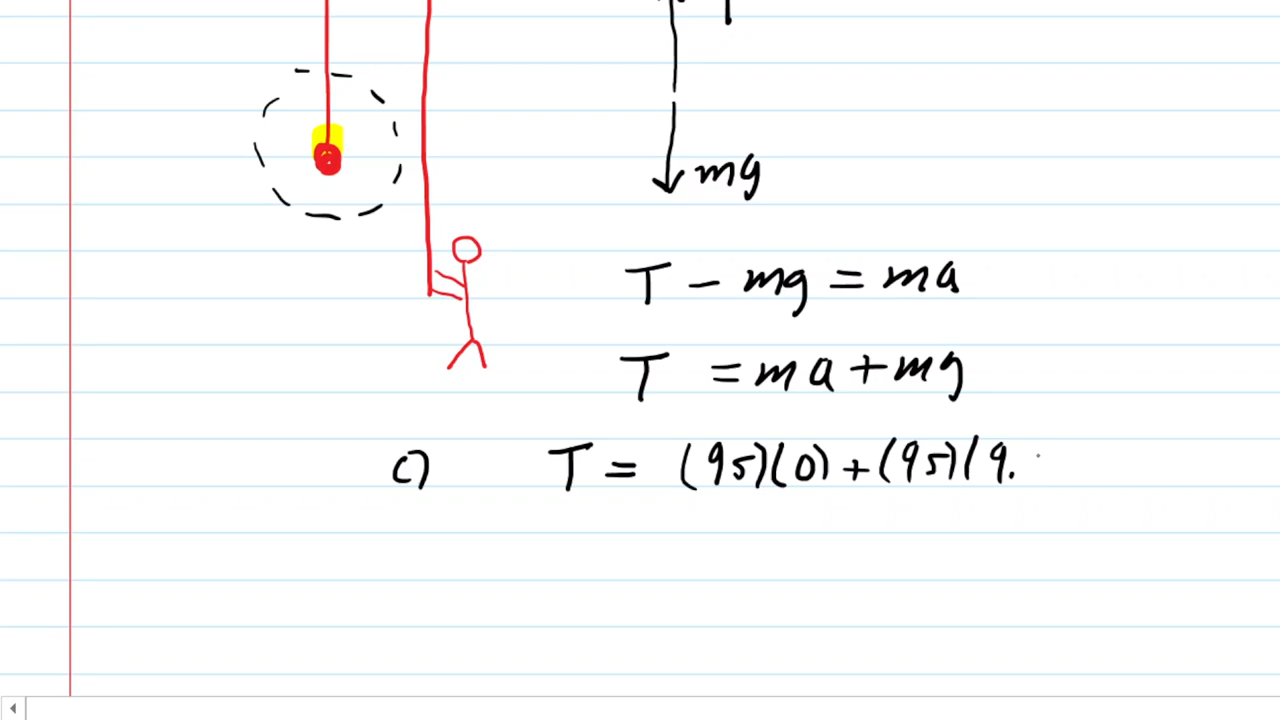 mg
T - mg = ma
T = ma + mg
c) T = (95)(0) + (95)(9.